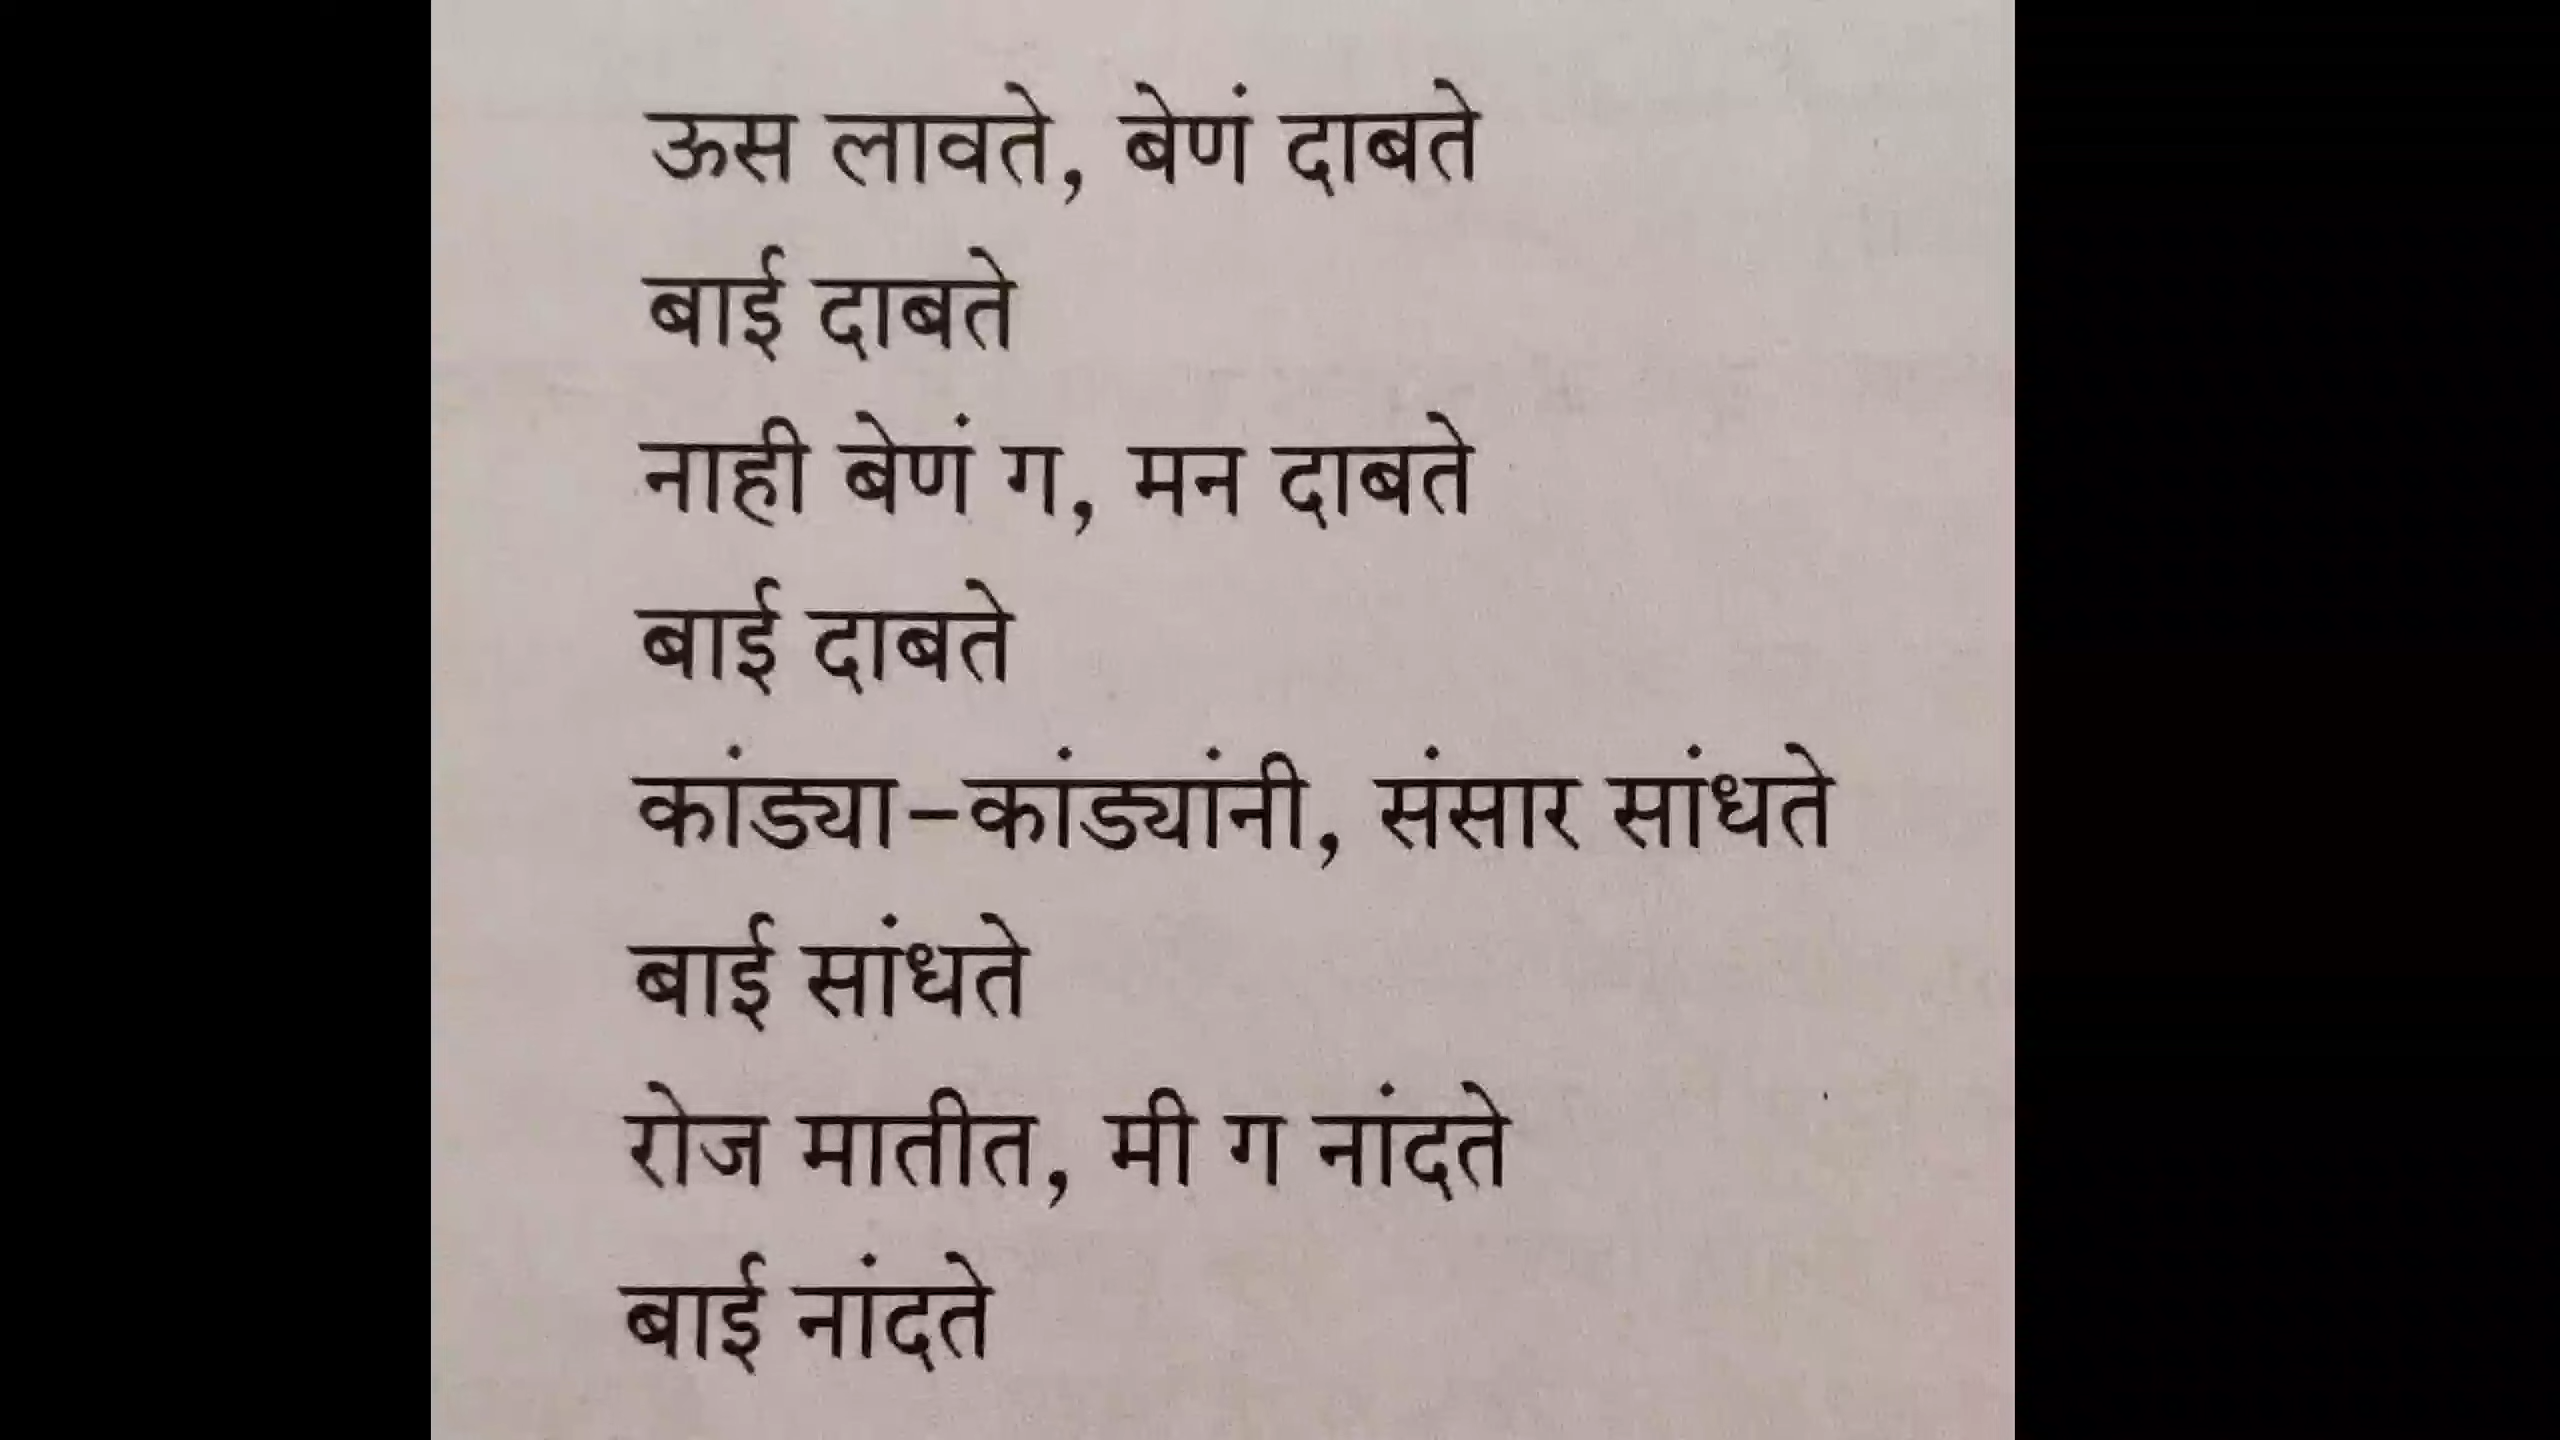 ऊस लावते, बेणं दाबते
बाई दाबते
नाही बेणं ग, मन दाबते
बाई दाबते
कांड्या-कांड्यांनी, संसार सांधते
बाई सांधते
रोज मातीत, मी ग नांदते
बाई नांदते